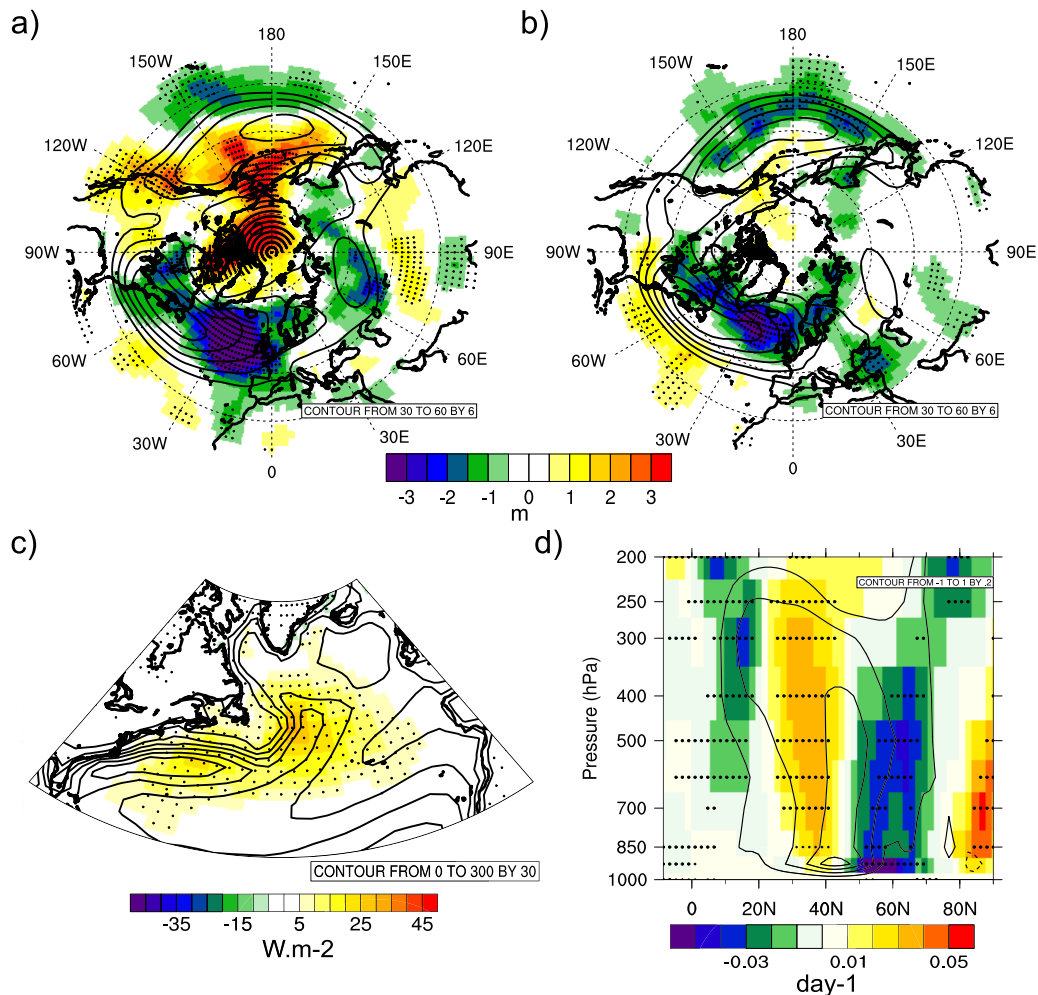 a)
b)
180
180
150W
150E
150W
150E
120W
120E
120W
120E
90W
90E
90W
90E
60W
60E
60W
60E
CONTOUR FROM 30 TO 60 BY 6
CONTOUR FROM 30 TO 60 BY 6
30W
30E
30W
30E
0
0
-3 -2 -1 0 1 2 3
m
c)
d)
200
250
300
400
500
700
850
1000
Pressure (hPa)
CONTOUR FROM -1 TO 1 BY .2
0 20N 40N 60N 80N
CONTOUR FROM 0 TO 300 BY 30
-35 -15 5 25 45
W.m-2
-0.03 0.01 0.05
day-1